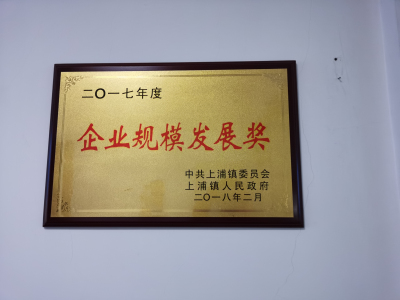 二〇一七年度
企业规模发展奖
中共上浦镇委员会
上浦镇人民政府
二〇一八年二月